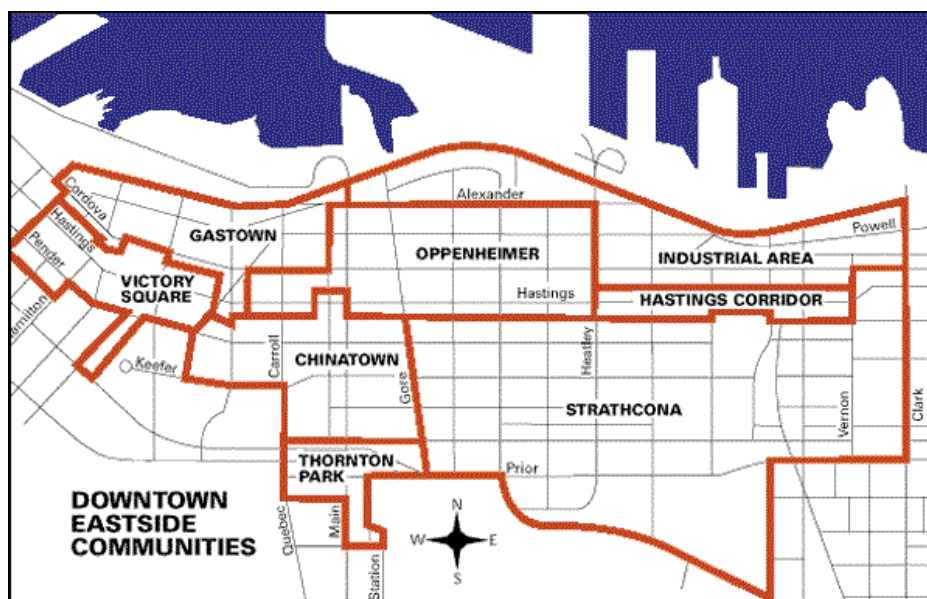 Alexander
Cordova
Powell
GASTOWN
Hastings
OPPENHEIMER
INDUSTRIAL AREA
Pender
VICTORY
SQUARE
Hastings
HASTINGS CORRIDOR
amilton
Keefer
Carroll
CHINATOWN
Gore
Heatley
STRATHCONA
Vernon
Clark
THORNTON
PARK
Prior
DOWNTOWN
EASTSIDE
COMMUNITIES
Quebec
Main
Station
N
W
E
S